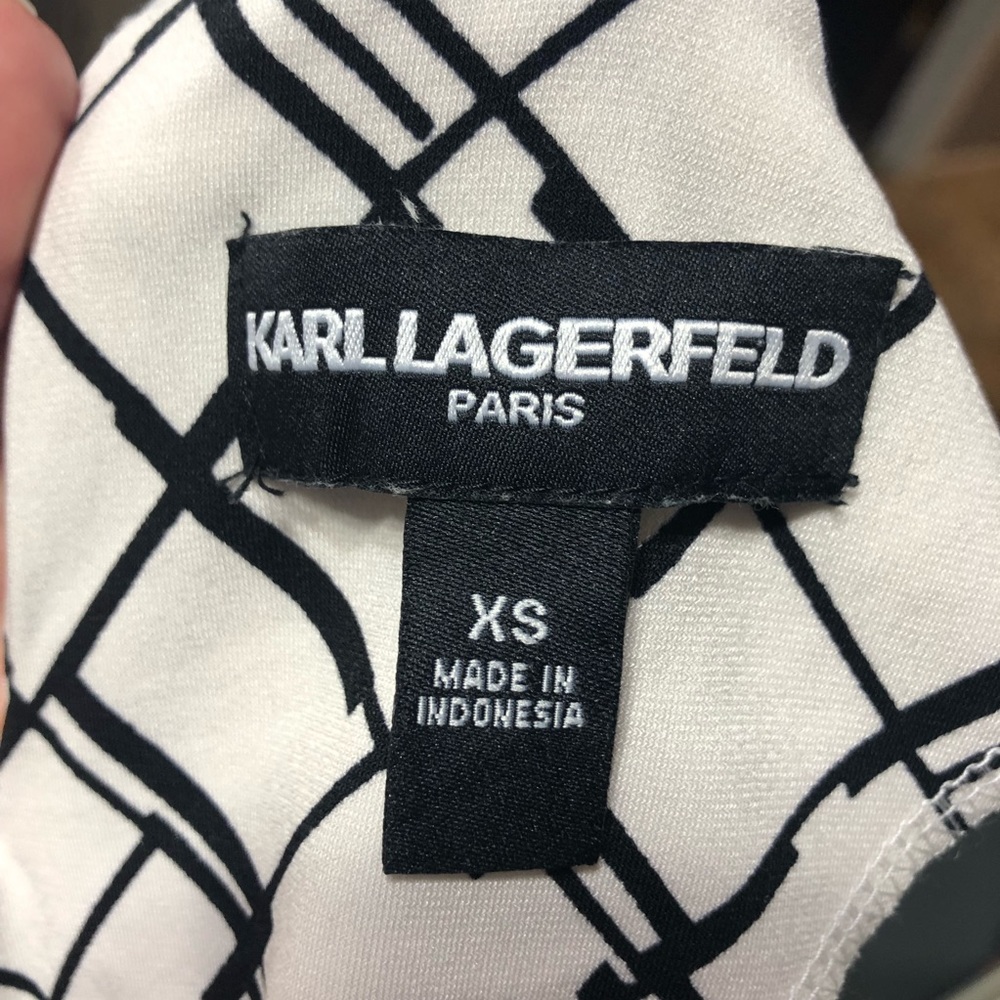 KARL LAGERFELD
PARIS
XS
MADE IN
INDONESIA